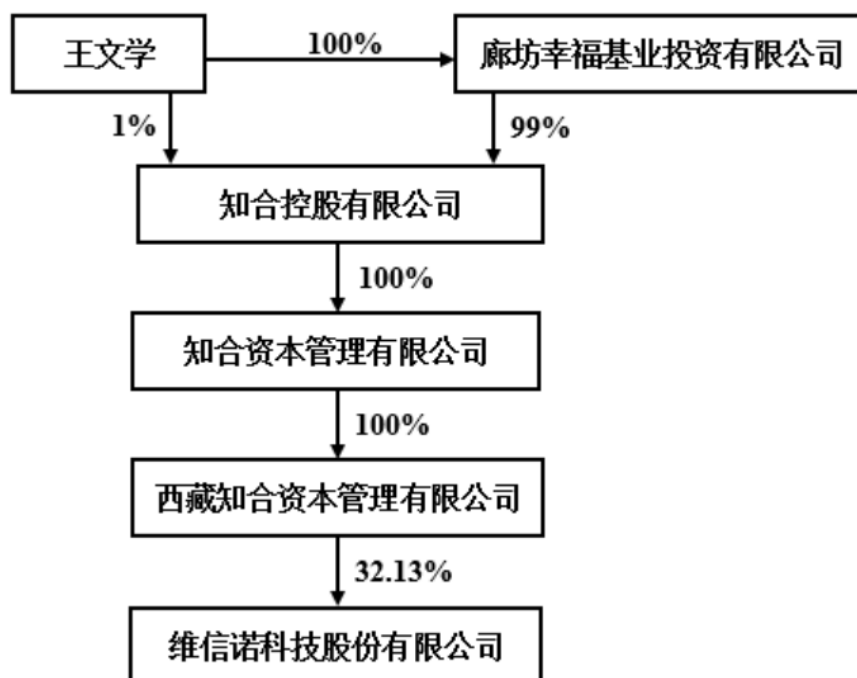 王文学
100%
廊坊幸福基业投资有限公司
1%
99%
知合控股有限公司
100%
知合资本管理有限公司
100%
西藏知合资本管理有限公司
32.13%
维信诺科技股份有限公司